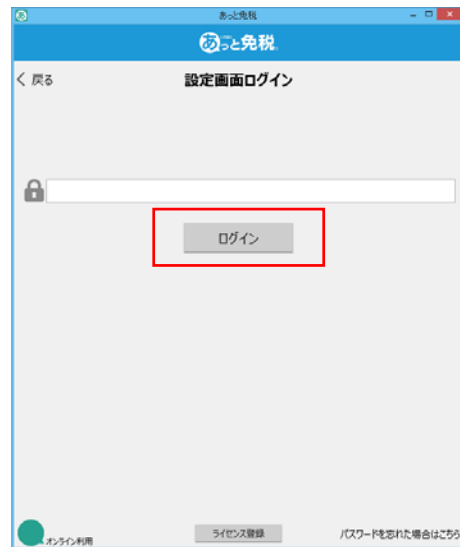 あっと免税
あっと免税
戻る
設定画面ログイン
ログイン
オンライン利用
ライセンス登録
パスワードを忘れた場合はこちら